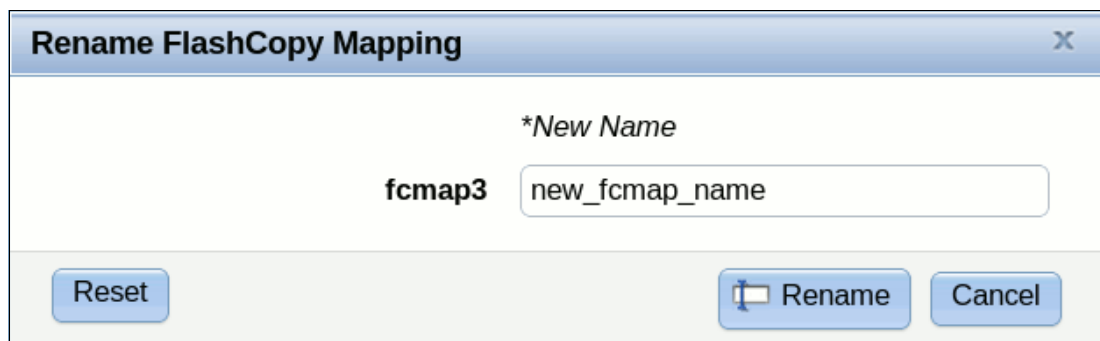 Rename FlashCopy Mapping x
*New Name
fcmap3 new_fcmap_name
Reset Rename Cancel